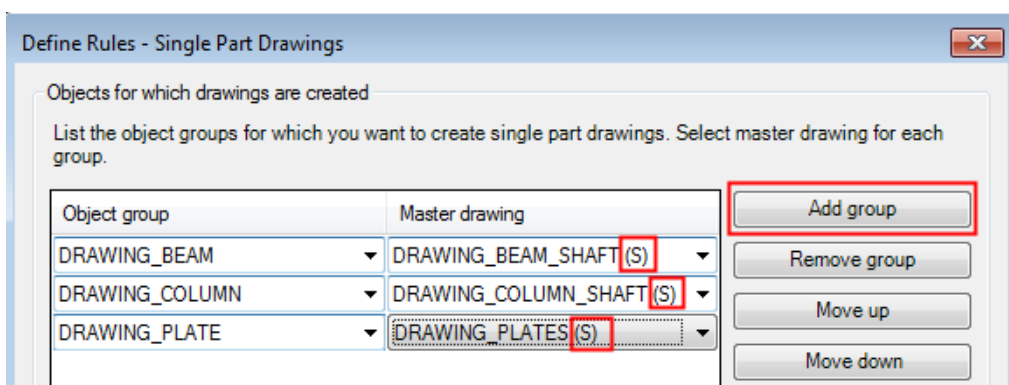 Define Rules - Single Part Drawings
Objects for which drawings are created
List the object groups for which you want to create single part drawings. Select master drawing for each
group.
Object group Master drawing Add group
DRAWING_BEAM DRAWING_BEAM_SHAFT (S) Remove group
DRAWING_COLUMN DRAWING_COLUMN_SHAFT (S) Move up
DRAWING_PLATE DRAWING_PLATES (S)
Move down